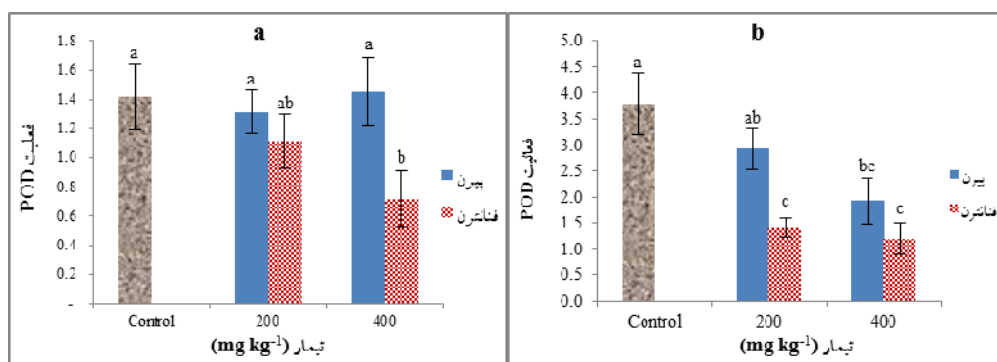 a
1.8
1.6
1.4
1.2
1.0
0.8
0.6
0.4
0.2
-
فعلیت POD
a
a
ab
a
b
Control
200
400
تیمار (mg kg⁻¹)
پیرن
فنانترن
b
5.0
4.5
4.0
3.5
3.0
2.5
2.0
1.5
1.0
0.5
0.0
فعالیت POD
a
ab
c
bc
c
Control
200
400
تیمار (mg kg⁻¹)
پیرن
فنانترن